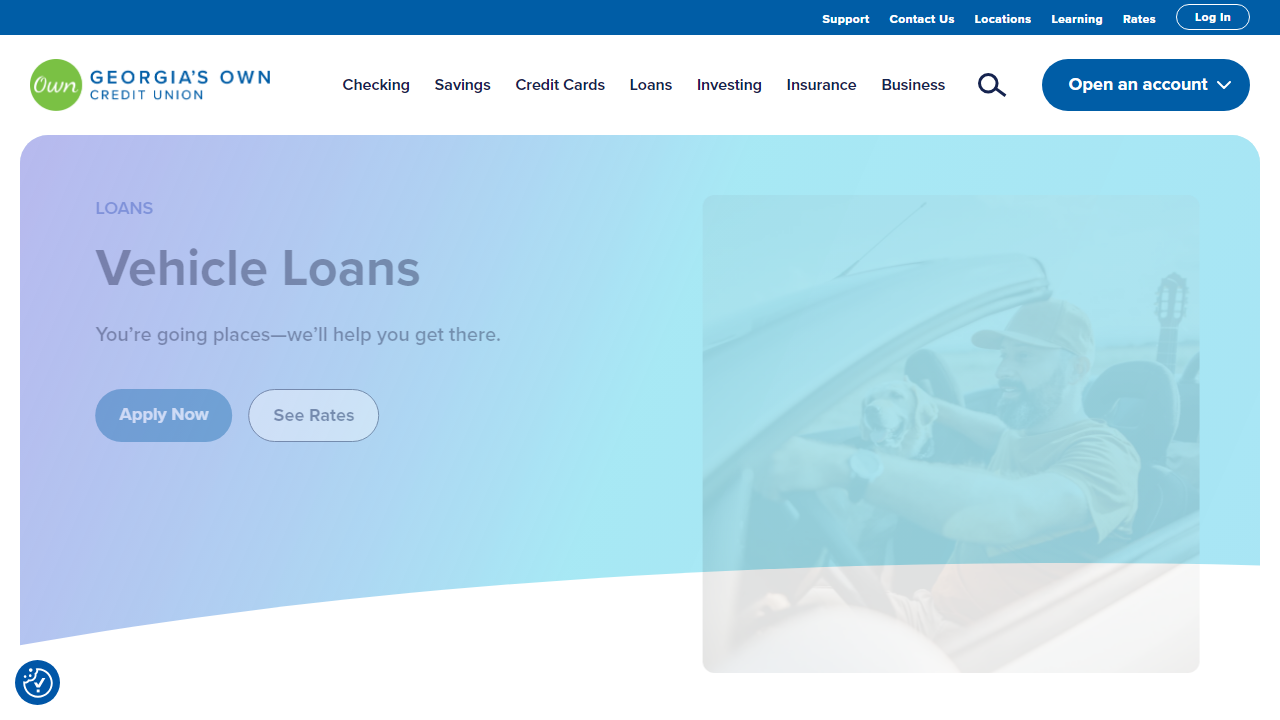 Support Contact Us Locations Learning Rates Log In
Own GEORGIA'S OWN
CREDIT UNION
Checking Savings Credit Cards Loans Investing Insurance Business Open an account
LOANS
Vehicle Loans
You’re going places—we’ll help you get there.
Apply Now See Rates